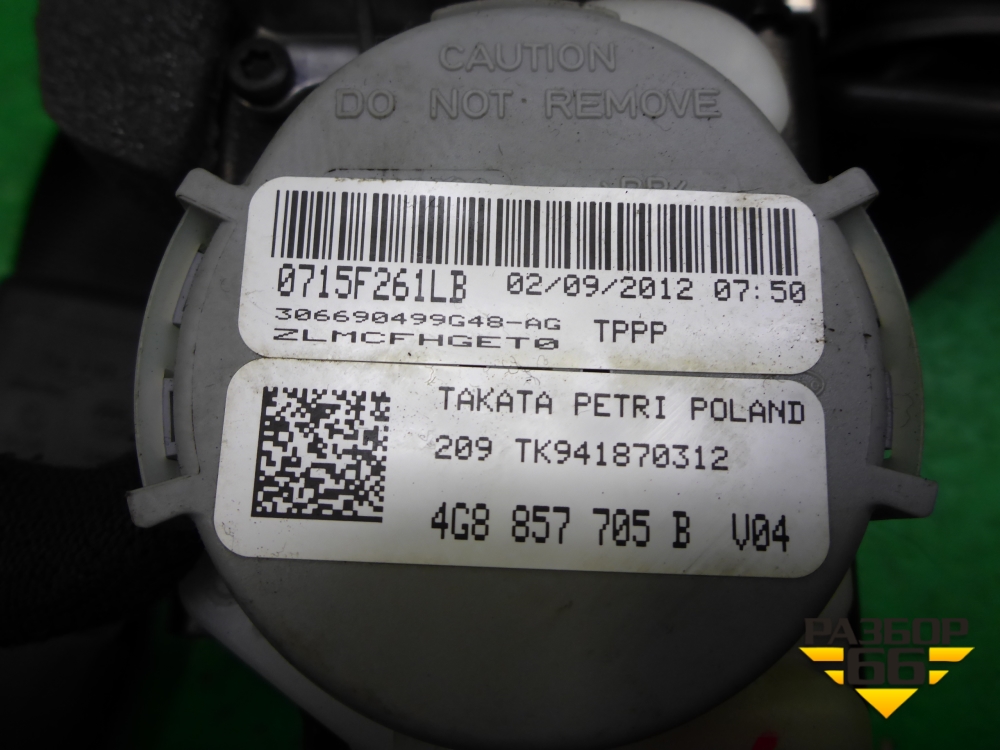 CAUTION
DO NOT REMOVE
0715F261LB 02/09/2012 07:50
306690499G48-AG TPPP
ZLMCFHGET0
TAKATA PETRI POLAND
209 TK941870312
4G8 857 705 B V04
РАЗБОР
66